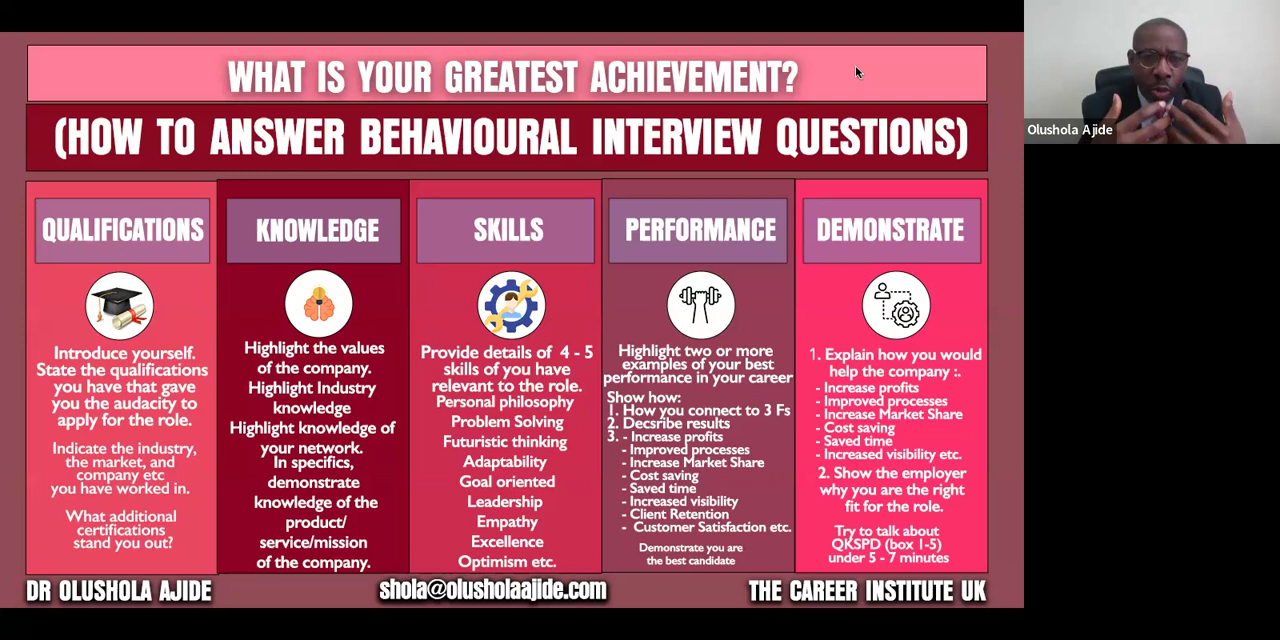 WHAT IS YOUR GREATEST ACHIEVEMENT?
(HOW TO ANSWER BEHAVIOURAL INTERVIEW QUESTIONS)
QUALIFICATIONS
Introduce yourself.
State the qualifications
you have that gave
you the audacity to
apply for the role.
Indicate the industry,
the market, and
company etc
you have worked in.
What additional
certifications
stand you out?
KNOWLEDGE
Highlight the values
of the company.
Highlight Industry
knowledge
Highlight knowledge of
your network.
In specifics,
demonstrate
knowledge of the
product/
service/mission
of the company.
SKILLS
Provide details of 4 - 5
skills of you have
relevant to the role.
Personal philosophy
Problem Solving
Futuristic thinking
Adaptability
Goal oriented
Leadership
Empathy
Excellence
Optimism etc.
PERFORMANCE
Highlight two or more
examples of your best
performance in your career
Show how:
1. How you connect to 3 Fs
2. Decsribe results
3. - Increase profits
- Improved processes
- Increase Market Share
- Cost saving
- Saved time
- Increased visibility
- Client Retention
- Customer Satisfaction etc.
Demonstrate you are
the best candidate
DEMONSTRATE
1. Explain how you would
help the company :.
- Increase profits
- Improved processes
- Increase Market Share
- Cost saving
- Saved time
- Increased visibility etc.
2. Show the employer
why you are the right
fit for the role.
Try to talk about
QKSPD (box 1-5)
under 5 - 7 minutes
DR OLUSHOLA AJIDE
shola@olusholaajide.com
THE CAREER INSTITUTE UK
Olushola Ajide